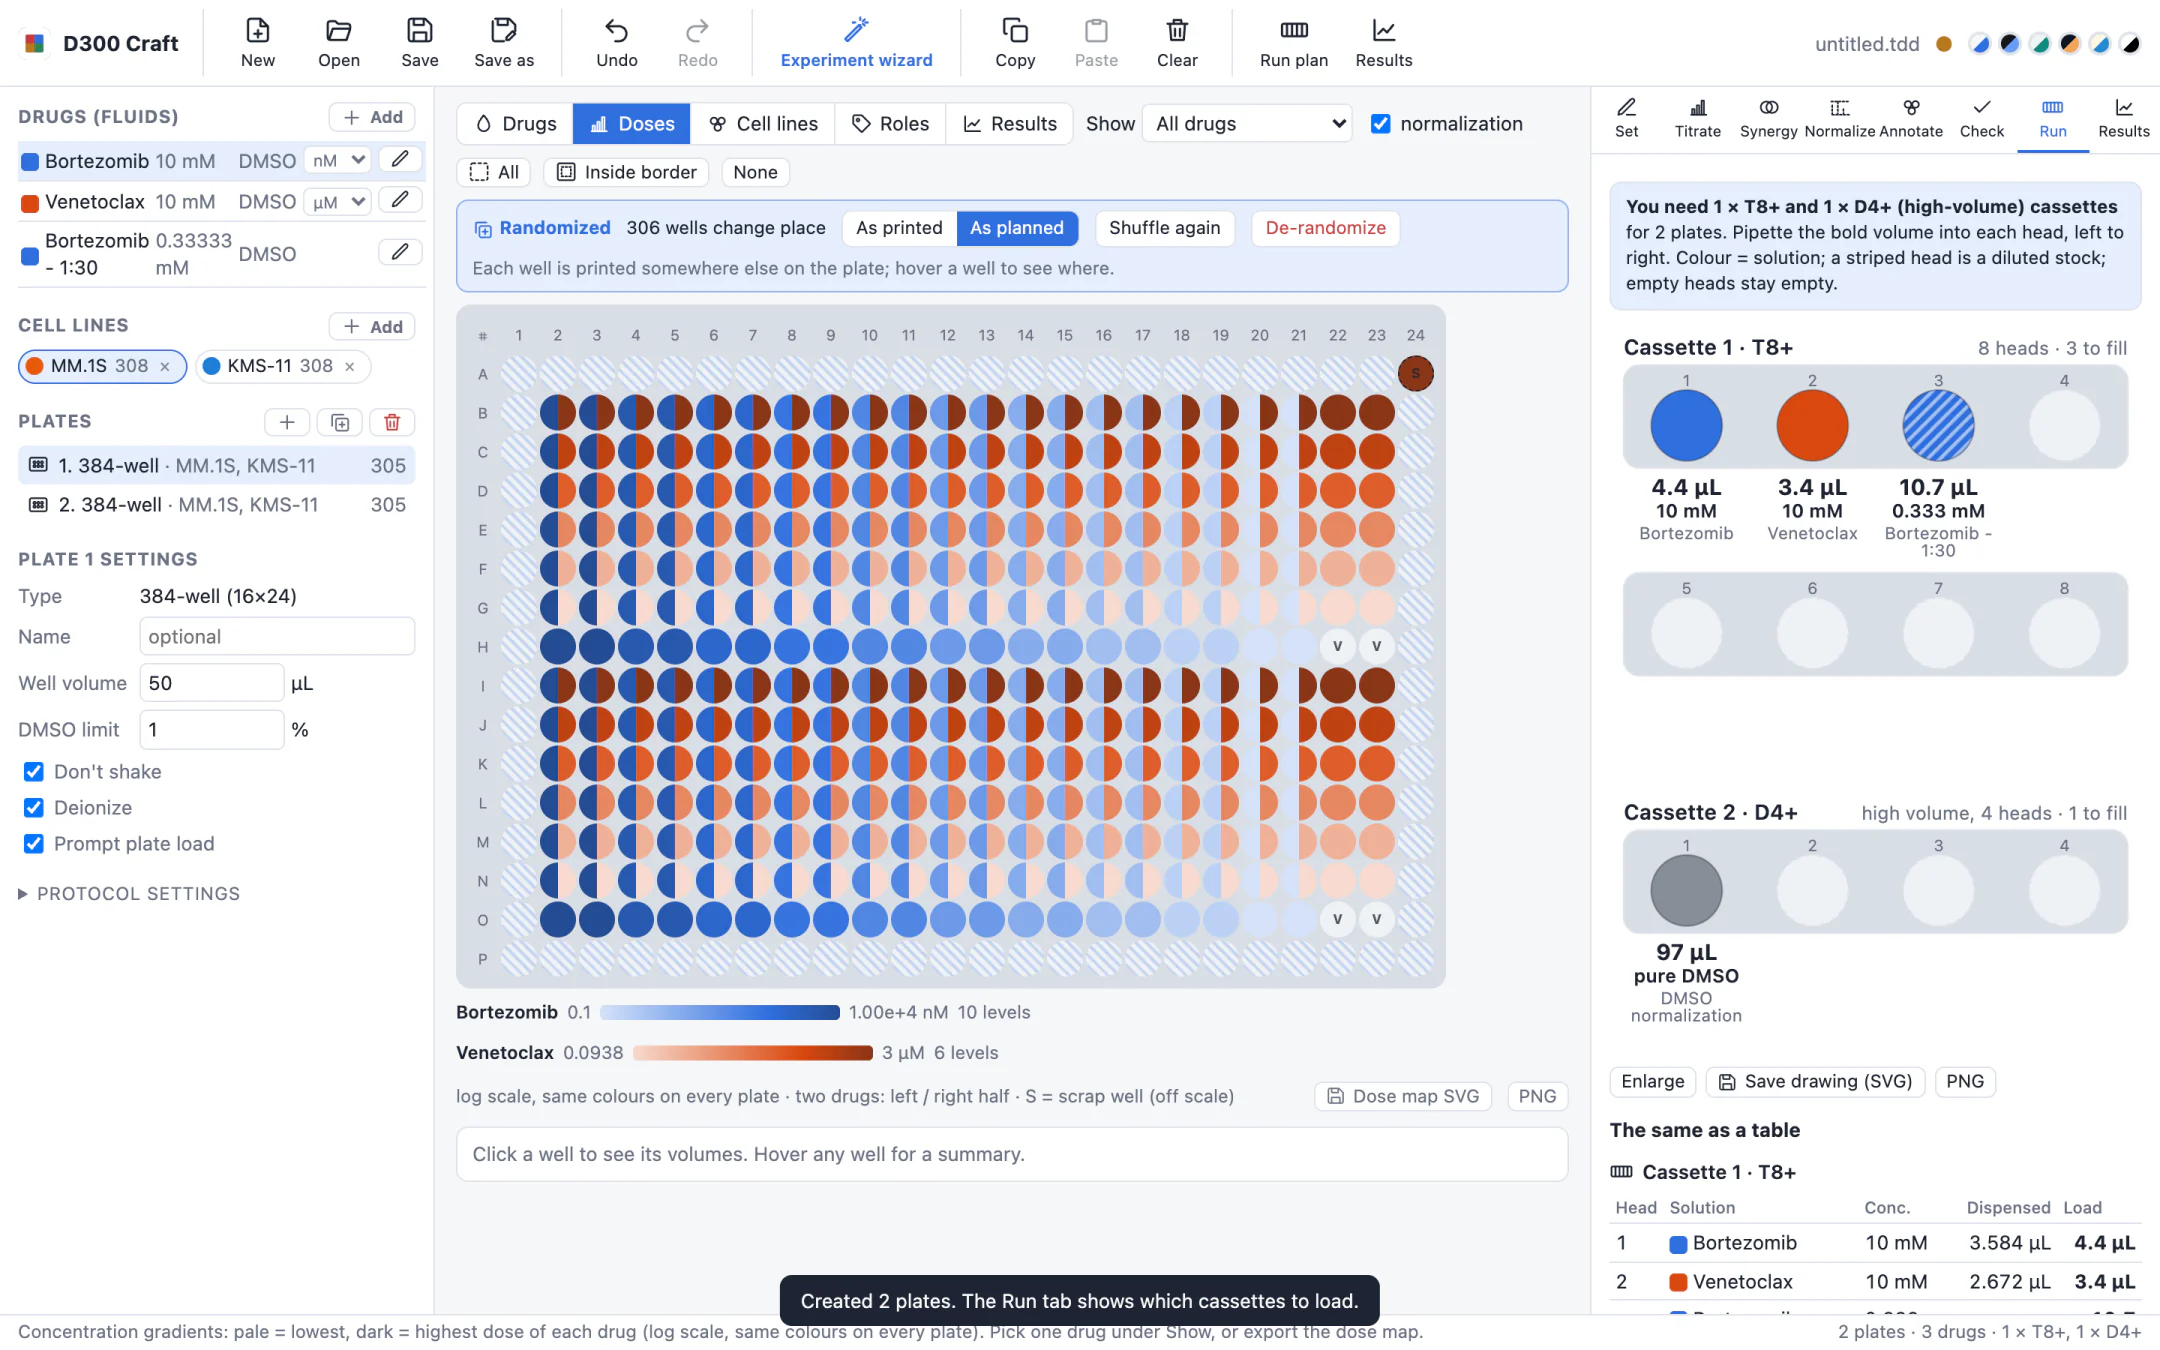 D300 Craft
New
Open
Save
Save as
Undo
Redo
Experiment wizard
Copy
Paste
Clear
Run plan
Results
untitled.tdd
DRUGS (FLUIDS)
Add
Bortezomib 10 mM DMSO nM
Venetoclax 10 mM DMSO µM
Bortezomib - 1:30 0.33333 mM DMSO
CELL LINES
Add
MM.1S 308 ×
KMS-11 308 ×
PLATES
1. 384-well · MM.1S, KMS-11 305
2. 384-well · MM.1S, KMS-11 305
PLATE 1 SETTINGS
Type 384-well (16×24)
Name optional
Well volume 50 µL
DMSO limit 1 %
Don't shake
Deionize
Prompt plate load
PROTOCOL SETTINGS
Drugs
Doses
Cell lines
Roles
Results
Show All drugs
normalization
All
Inside border
None
Randomized 306 wells change place As printed As planned Shuffle again De-randomize
Each well is printed somewhere else on the plate; hover a well to see where.
# 1 2 3 4 5 6 7 8 9 10 11 12 13 14 15 16 17 18 19 20 21 22 23 24
A S
B
C
D
E
F
G
H V V
I
J
K
L
M
N
O V V
P
Bortezomib 0.1 1.00e+4 nM 10 levels
Venetoclax 0.0938 3 µM 6 levels
log scale, same colours on every plate · two drugs: left / right half · S = scrap well (off scale)
Dose map SVG
PNG
Click a well to see its volumes. Hover any well for a summary.
Created 2 plates. The Run tab shows which cassettes to load.
Set
Titrate
Synergy
Normalize
Annotate
Check
Run
Results
You need 1 × T8+ and 1 × D4+ (high-volume) cassettes
for 2 plates. Pipette the bold volume into each head, left to
right. Colour = solution; a striped head is a diluted stock;
empty heads stay empty.
Cassette 1 · T8+ 8 heads · 3 to fill
1 2 3 4
4.4 µL 3.4 µL 10.7 µL
10 mM 10 mM 0.333 mM
Bortezomib Venetoclax Bortezomib -
1:30
5 6 7 8
Cassette 2 · D4+ high volume, 4 heads · 1 to fill
1 2 3 4
97 µL
pure DMSO
DMSO
normalization
Enlarge
Save drawing (SVG)
PNG
The same as a table
Cassette 1 · T8+
Head Solution Conc. Dispensed Load
1 Bortezomib 10 mM 3.584 µL 4.4 µL
2 Venetoclax 10 mM 2.672 µL 3.4 µL
Concentration gradients: pale = lowest, dark = highest dose of each drug (log scale, same colours on every plate). Pick one drug under Show, or export the dose map.
2 plates · 3 drugs · 1 × T8+, 1 × D4+